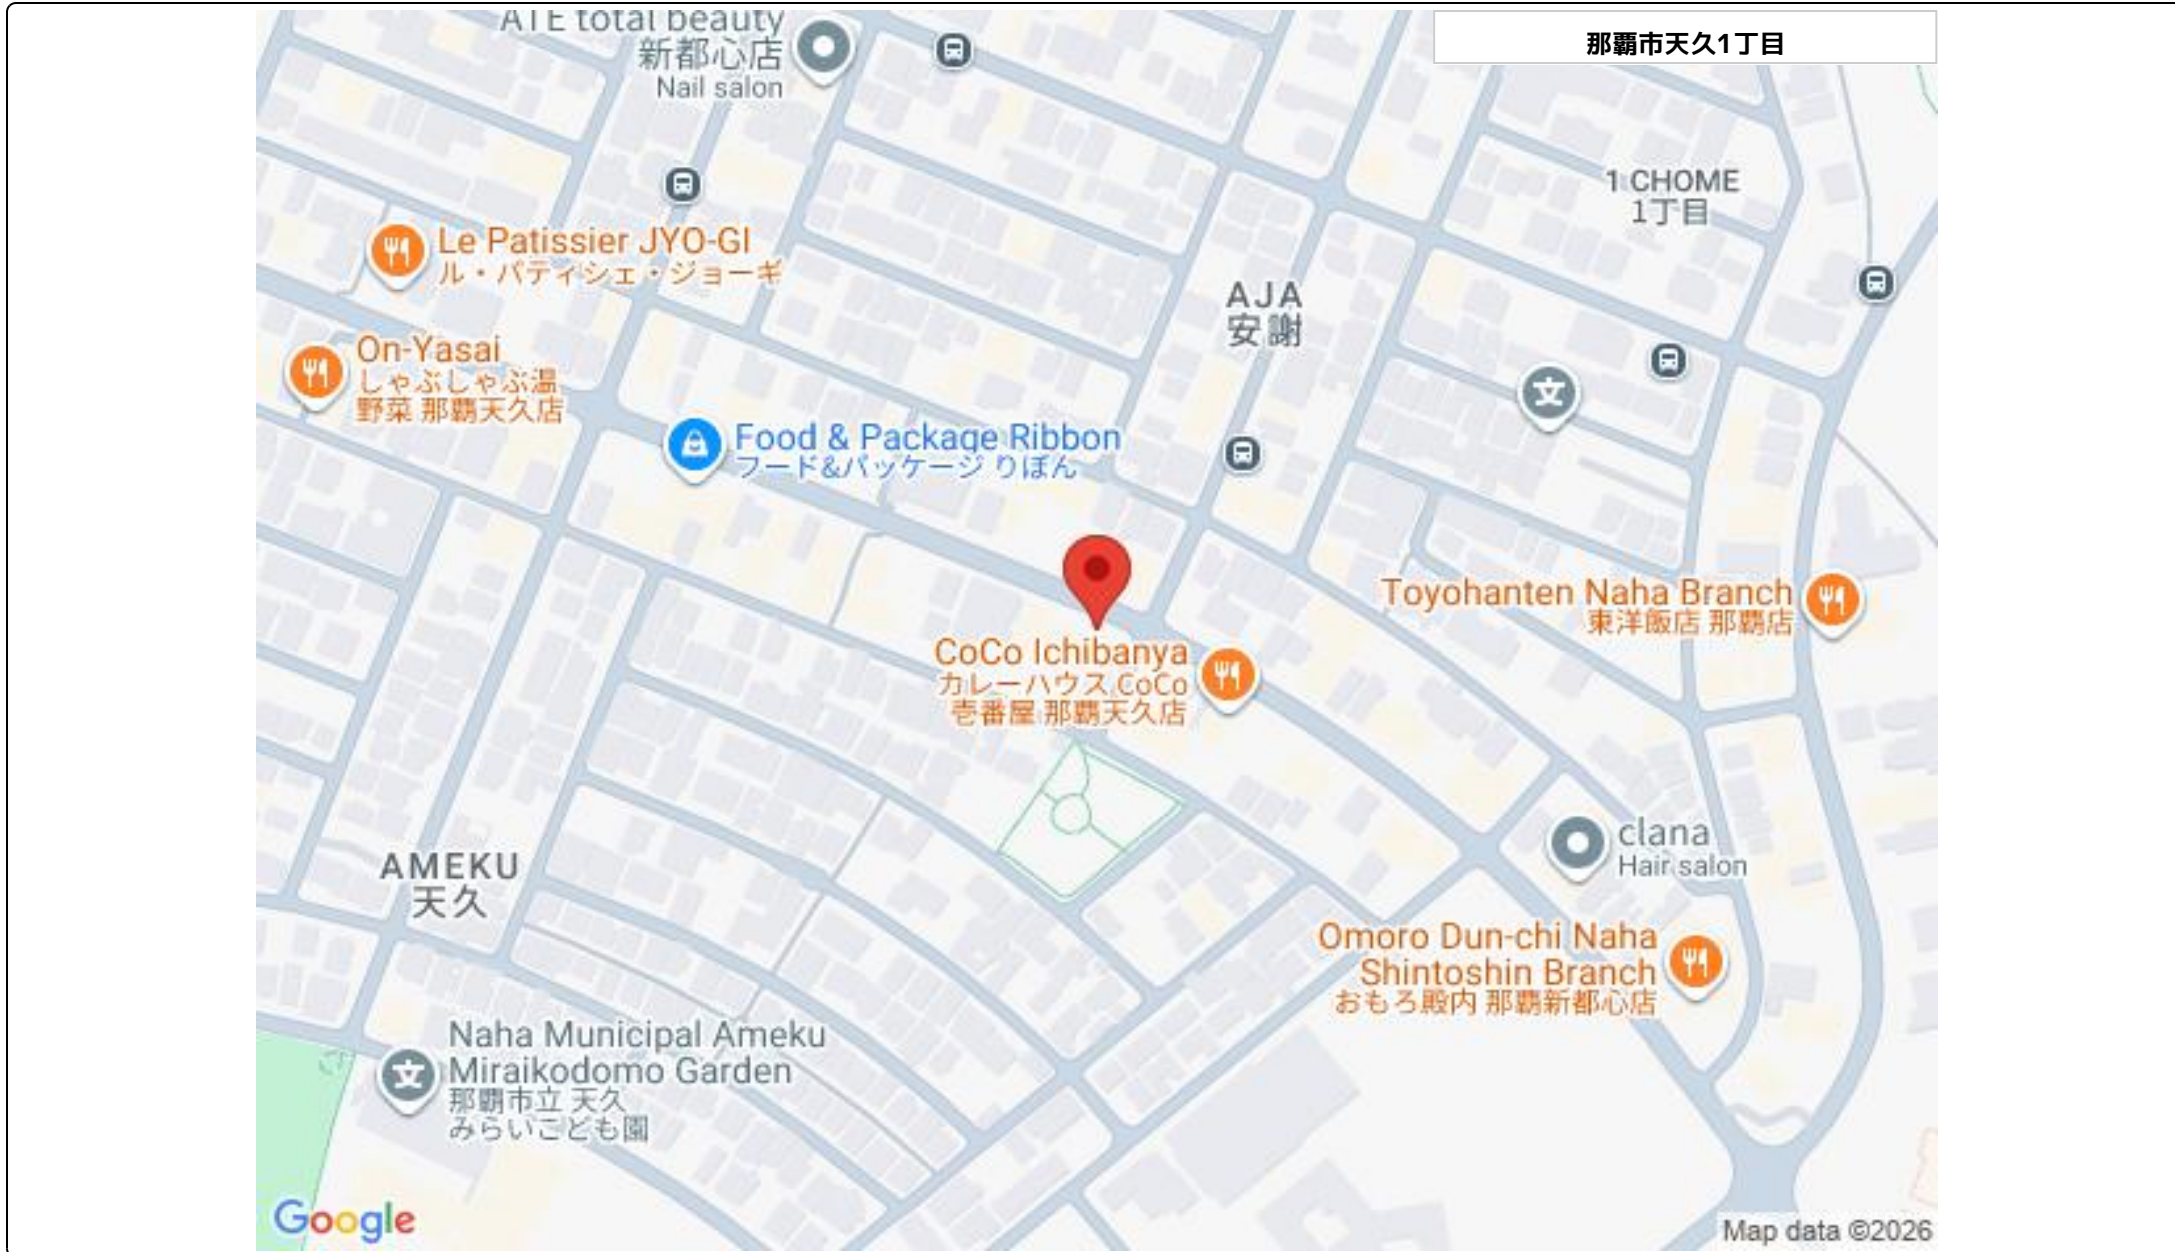 那覇市天久1丁目
ATE total beauty
新都心店
Nail salon
1 CHOME
1丁目
Le Patissier JYO-GI
ル・パティシェ・ジョーギ
AJA
安謝
On-Yasai
しゃぶしゃぶ温
野菜 那覇天久店
Food & Package Ribbon
フード&パッケージ りぼん
Toyohanten Naha Branch
東洋飯店 那覇店
CoCo Ichibanya
カレーハウス CoCo
壱番屋 那覇天久店
clana
Hair salon
AMEKU
天久
Omoro Dun-chi Naha
Shintoshin Branch
おもろ殿内 那覇新都心店
Naha Municipal Ameku
Miraikodomo Garden
那覇市立 天久
みらいこども園
文
文
Google
Map data ©2026